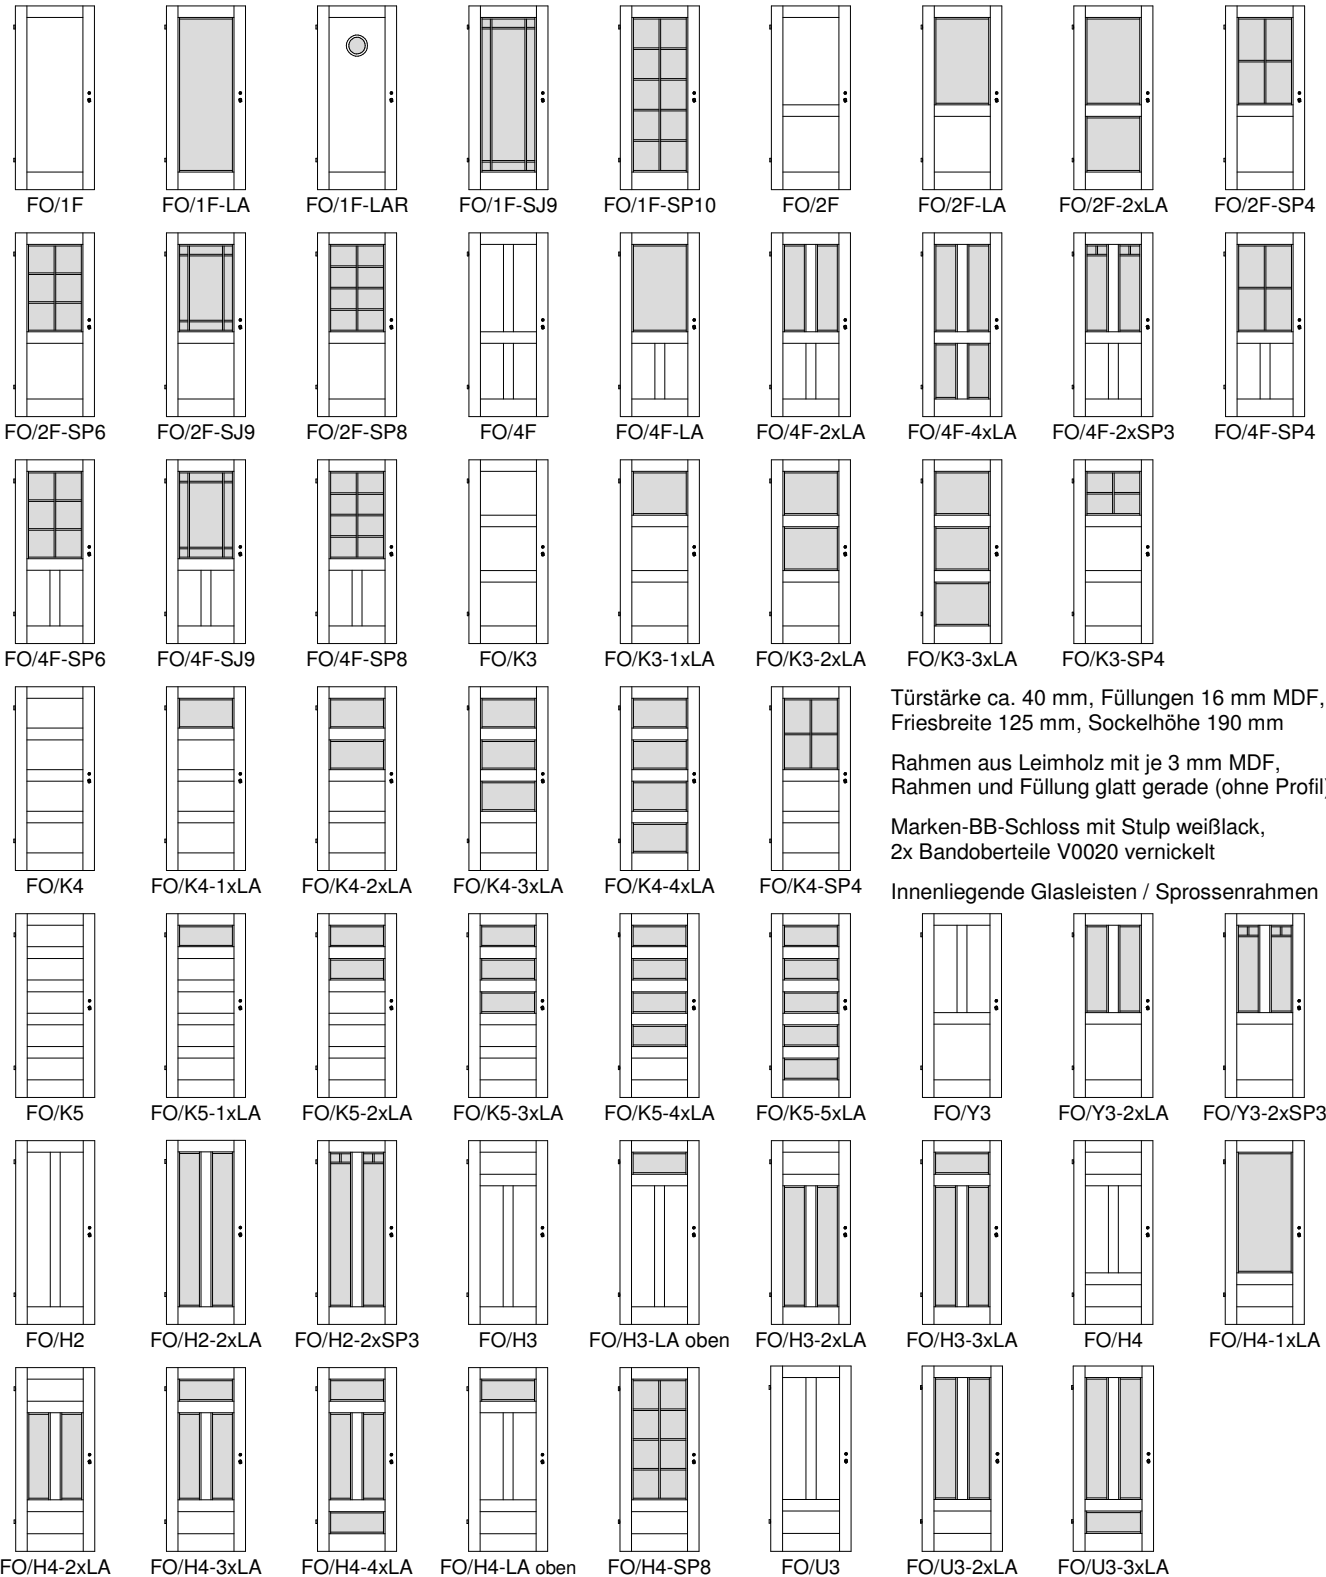 FO/1F FO/1F-LA FO/1F-LAR FO/1F-SJ9 FO/1F-SP10 FO/2F FO/2F-LA FO/2F-2xLA FO/2F-SP4
FO/2F-SP6 FO/2F-SJ9 FO/2F-SP8 FO/4F FO/4F-LA FO/4F-2xLA FO/4F-4xLA FO/4F-2xSP3 FO/4F-SP4
FO/4F-SP6 FO/4F-SJ9 FO/4F-SP8 FO/K3 FO/K3-1xLA FO/K3-2xLA FO/K3-3xLA FO/K3-SP4
Türstärke ca. 40 mm, Füllungen 16 mm MDF,
Friesbreite 125 mm, Sockelhöhe 190 mm
Rahmen aus Leimholz mit je 3 mm MDF,
Rahmen und Füllung glatt gerade (ohne Profil)
Marken-BB-Schloss mit Stulp weißlack,
2x Bandoberteile V0020 vernickelt
Innenliegende Glasleisten / Sprossenrahmen
FO/K4 FO/K4-1xLA FO/K4-2xLA FO/K4-3xLA FO/K4-4xLA FO/K4-SP4
FO/K5 FO/K5-1xLA FO/K5-2xLA FO/K5-3xLA FO/K5-4xLA FO/K5-5xLA FO/Y3 FO/Y3-2xLA FO/Y3-2xSP3
FO/H2 FO/H2-2xLA FO/H2-2xSP3 FO/H3 FO/H3-LA oben FO/H3-2xLA FO/H3-3xLA FO/H4 FO/H4-1xLA
FO/H4-2xLA FO/H4-3xLA FO/H4-4xLA FO/H4-LA oben FO/H4-SP8 FO/U3 FO/U3-2xLA FO/U3-3xLA